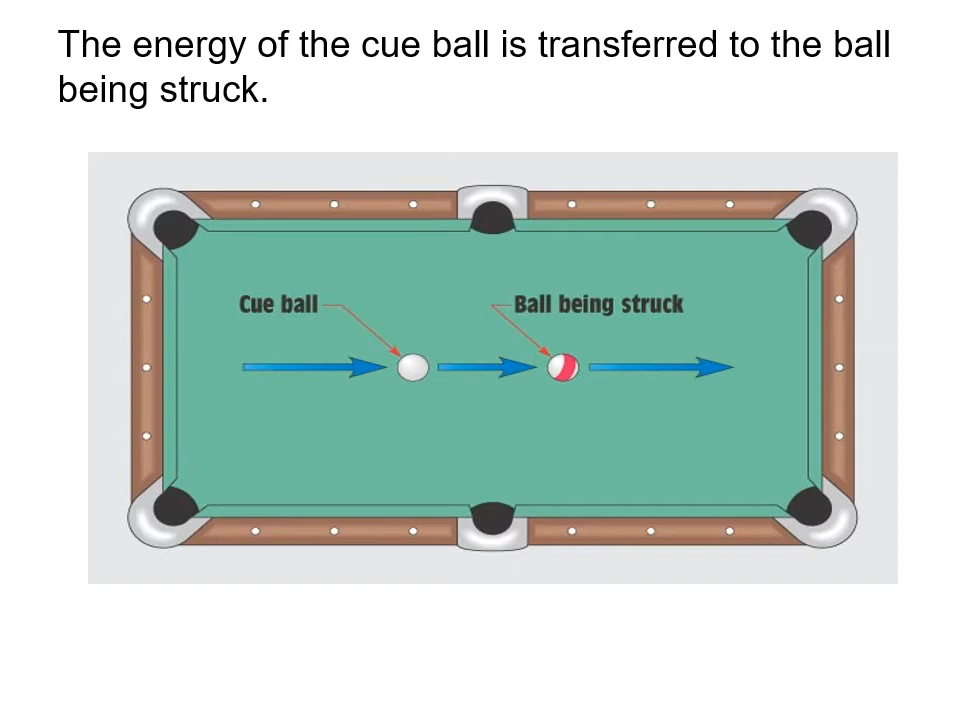 The energy of the cue ball is transferred to the ball
being struck.
Cue ball
Ball being struck